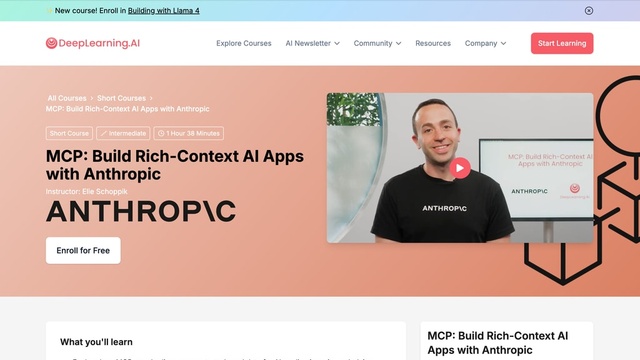 New course! Enroll in Building with Llama 4
DeepLearning.AI
Explore Courses
AI Newsletter
Community
Resources
Company
Start Learning
All Courses
Short Courses
MCP: Build Rich-Context AI Apps with Anthropic
Short Course
Intermediate
1 Hour 38 Minutes
MCP: Build Rich-Context AI Apps
with Anthropic
Instructor: Elie Schoppik
ANTHROP\C
Enroll for Free
MCP: Build Rich-Context AI
Apps with Anthropic
ANTHROP\C
DeepLearning.AI
ANTHROP\C
What you'll learn
MCP: Build Rich-Context AI
Apps with Anthropic